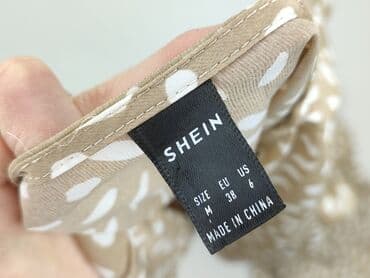 SHEIN
SIZE EU US
M 38 6
MADE IN CHINA